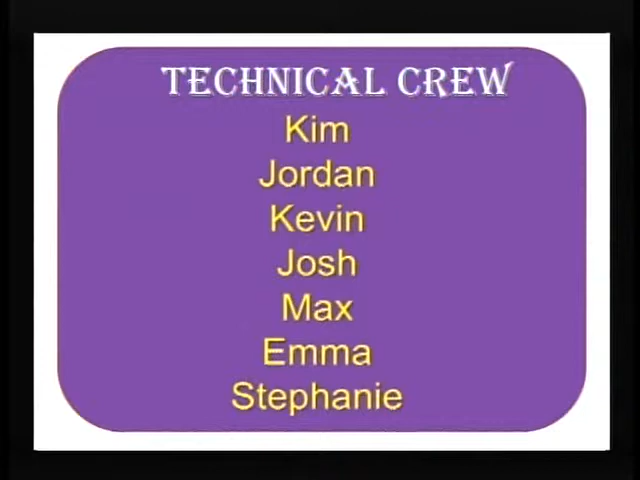 TECHNICAL CREW
Kim
Jordan
Kevin
Josh
Max
Emma
Stephanie